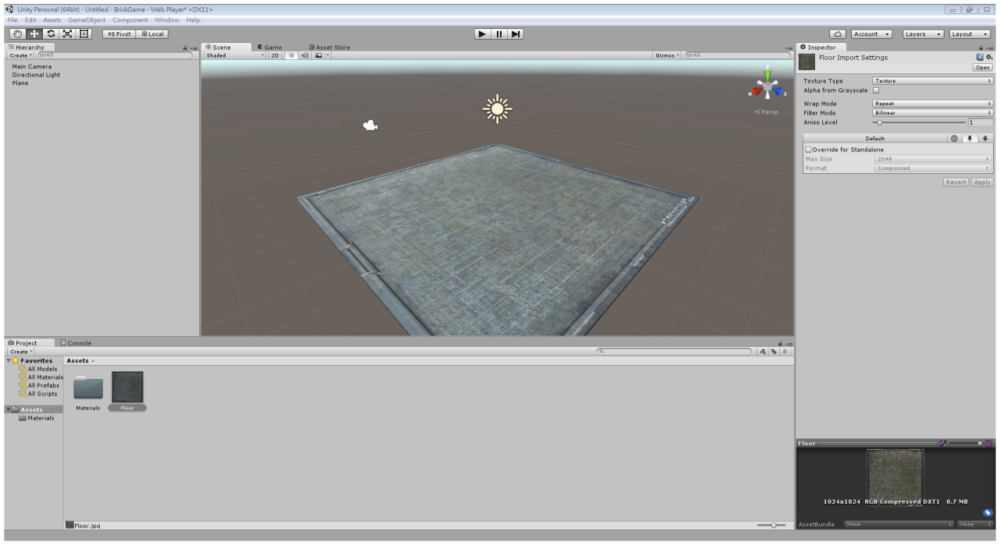 Unity Personal (64bit) - Untitled - BrickGame - Web Player* <DX11>
File Edit Assets GameObject Component Window Help
Pivot Local Account Layers Layout
Hierarchy
Create All
Main Camera
Directional Light
Plane
Scene Game Asset Store
Shaded 2D Gizmos All
y
x z
Persp
Inspector
Floor Import Settings
Open
Texture Type Texture
Alpha from Grayscale
Wrap Mode Repeat
Filter Mode Bilinear
Aniso Level 1
Default
Override for Standalone
Max Size 2048
Format Compressed
Revert Apply
Project Console
Create
Favorites
All Models
All Materials
All Prefabs
All Scripts
Assets
Materials
Assets
Materials Floor
Floor.jpg
Floor
1024x1024 RGB Compressed DXT1 0.7 MB
AssetBundle None None